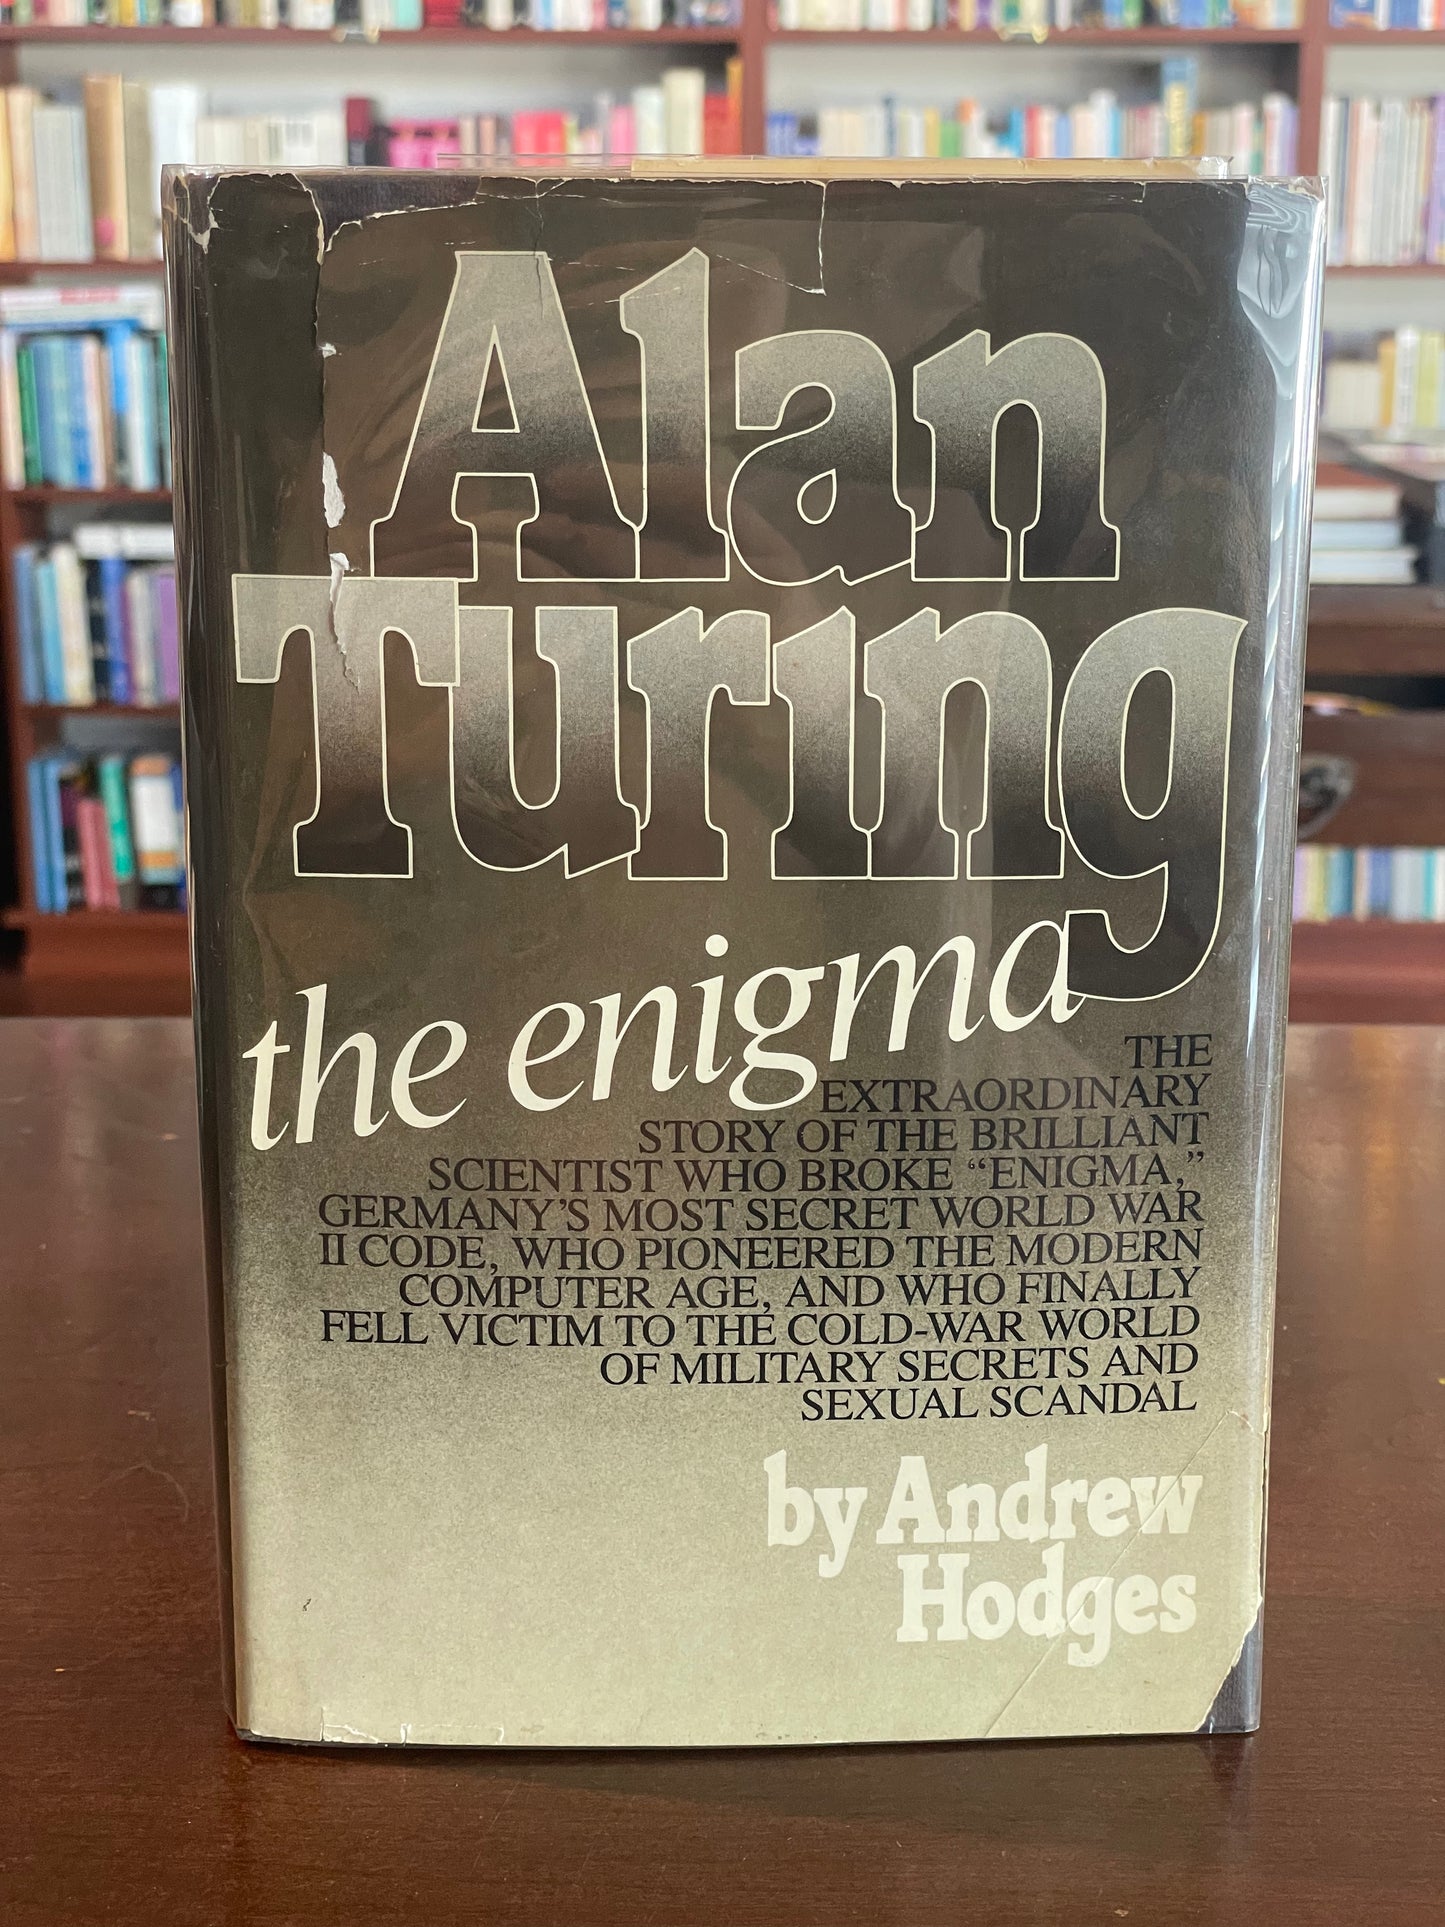 Alan
Turing
the enigma
THE
EXTRAORDINARY
STORY OF THE BRILLIANT
SCIENTIST WHO BROKE “ENIGMA,”
GERMANY’S MOST SECRET WORLD WAR
II CODE, WHO PIONEERED THE MODERN
COMPUTER AGE, AND WHO FINALLY
FELL VICTIM TO THE COLD-WAR WORLD
OF MILITARY SECRETS AND
SEXUAL SCANDAL
by Andrew
Hodges